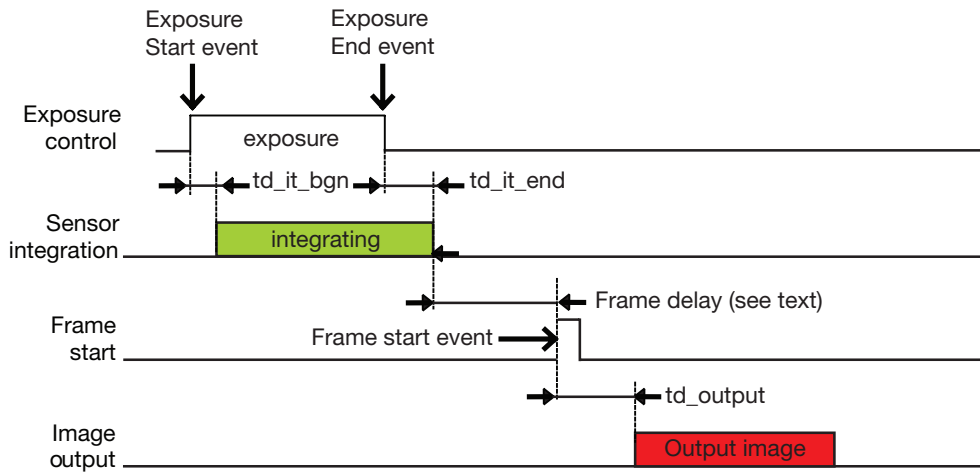 Exposure
Start event
Exposure
End event
Exposure
control
exposure
td_it_bgn
td_it_end
Sensor
integration
integrating
Frame delay (see text)
Frame
start
Frame start event
td_output
Image
output
Output image